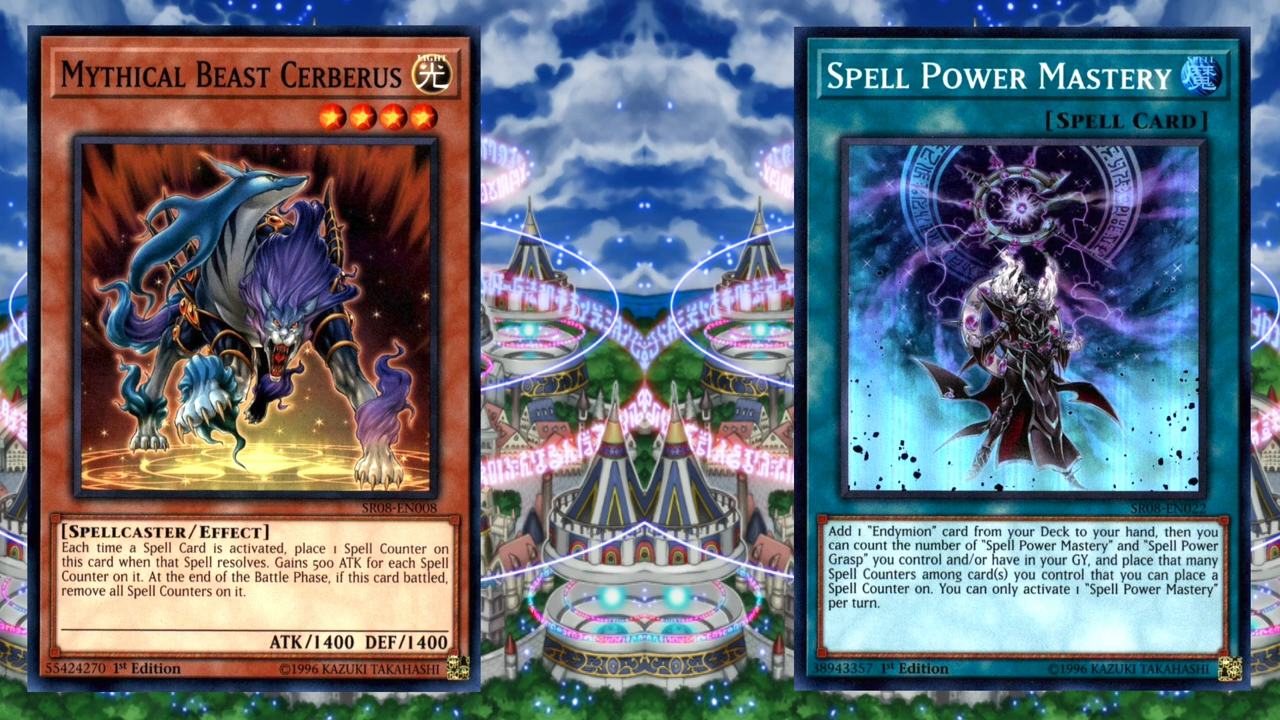 MYTHICAL BEAST CERBERUS
LIGHT
光
SR08-EN008
[SPELLCASTER/EFFECT]
Each time a Spell Card is activated, place 1 Spell Counter on
this card when that Spell resolves. Gains 500 ATK for each Spell
Counter on it. At the end of the Battle Phase, if this card battled,
remove all Spell Counters on it.
ATK/1400 DEF/1400
55424270 1st Edition ©1996 KAZUKI TAKAHASHI
SPELL POWER MASTERY
SPELL
魔
[SPELL CARD]
SR08-EN022
Add 1 "Endymion" card from your Deck to your hand, then you
can count the number of "Spell Power Mastery" and "Spell Power
Grasp" you control and/or have in your GY, and place that many
Spell Counters among card(s) you control that you can place a
Spell Counter on. You can only activate 1 "Spell Power Mastery"
per turn.
38943357 1st Edition ©1996 KAZUKI TAKAHASHI